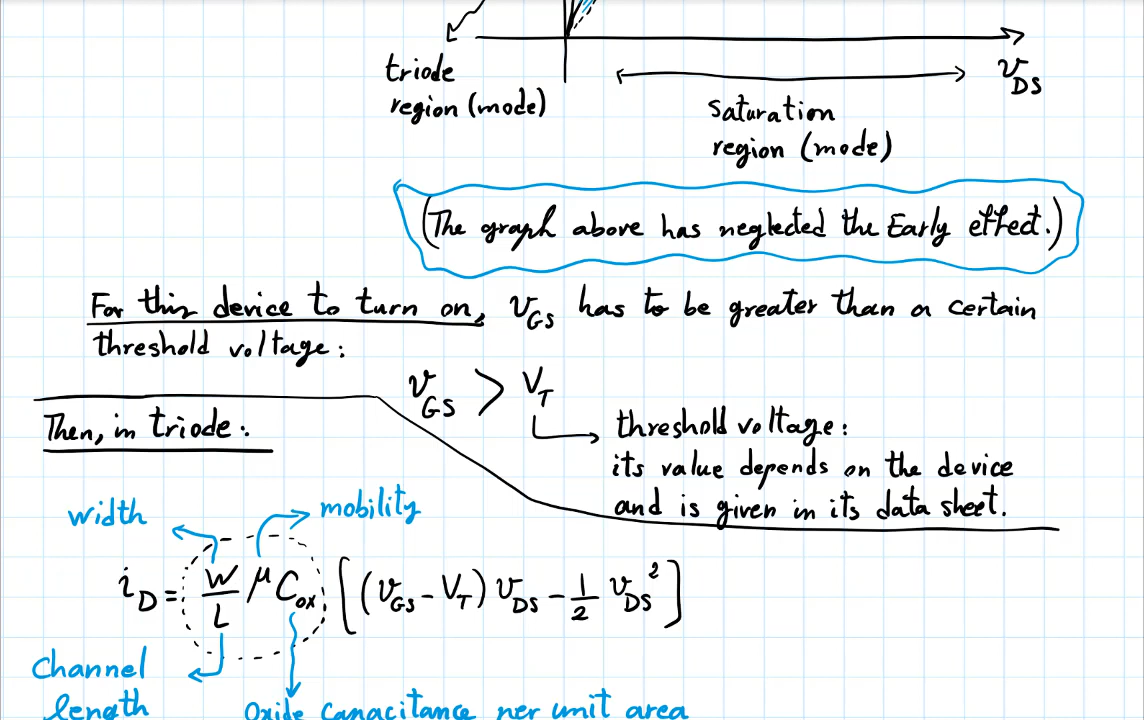 triode
region (mode)
v_DS
saturation
region (mode)
(The graph above has neglected the Early effect.)
For this device to turn on, v_GS has to be greater than a certain
threshold voltage:
v_GS > V_T
Then, in triode:
threshold voltage:
its value depends on the device
and is given in its data sheet.
width
mobility
i_D = W/L μ C_ox [(v_GS - V_T) v_DS - 1/2 v_DS^2]
Channel
length
Oxide capacitance per unit area